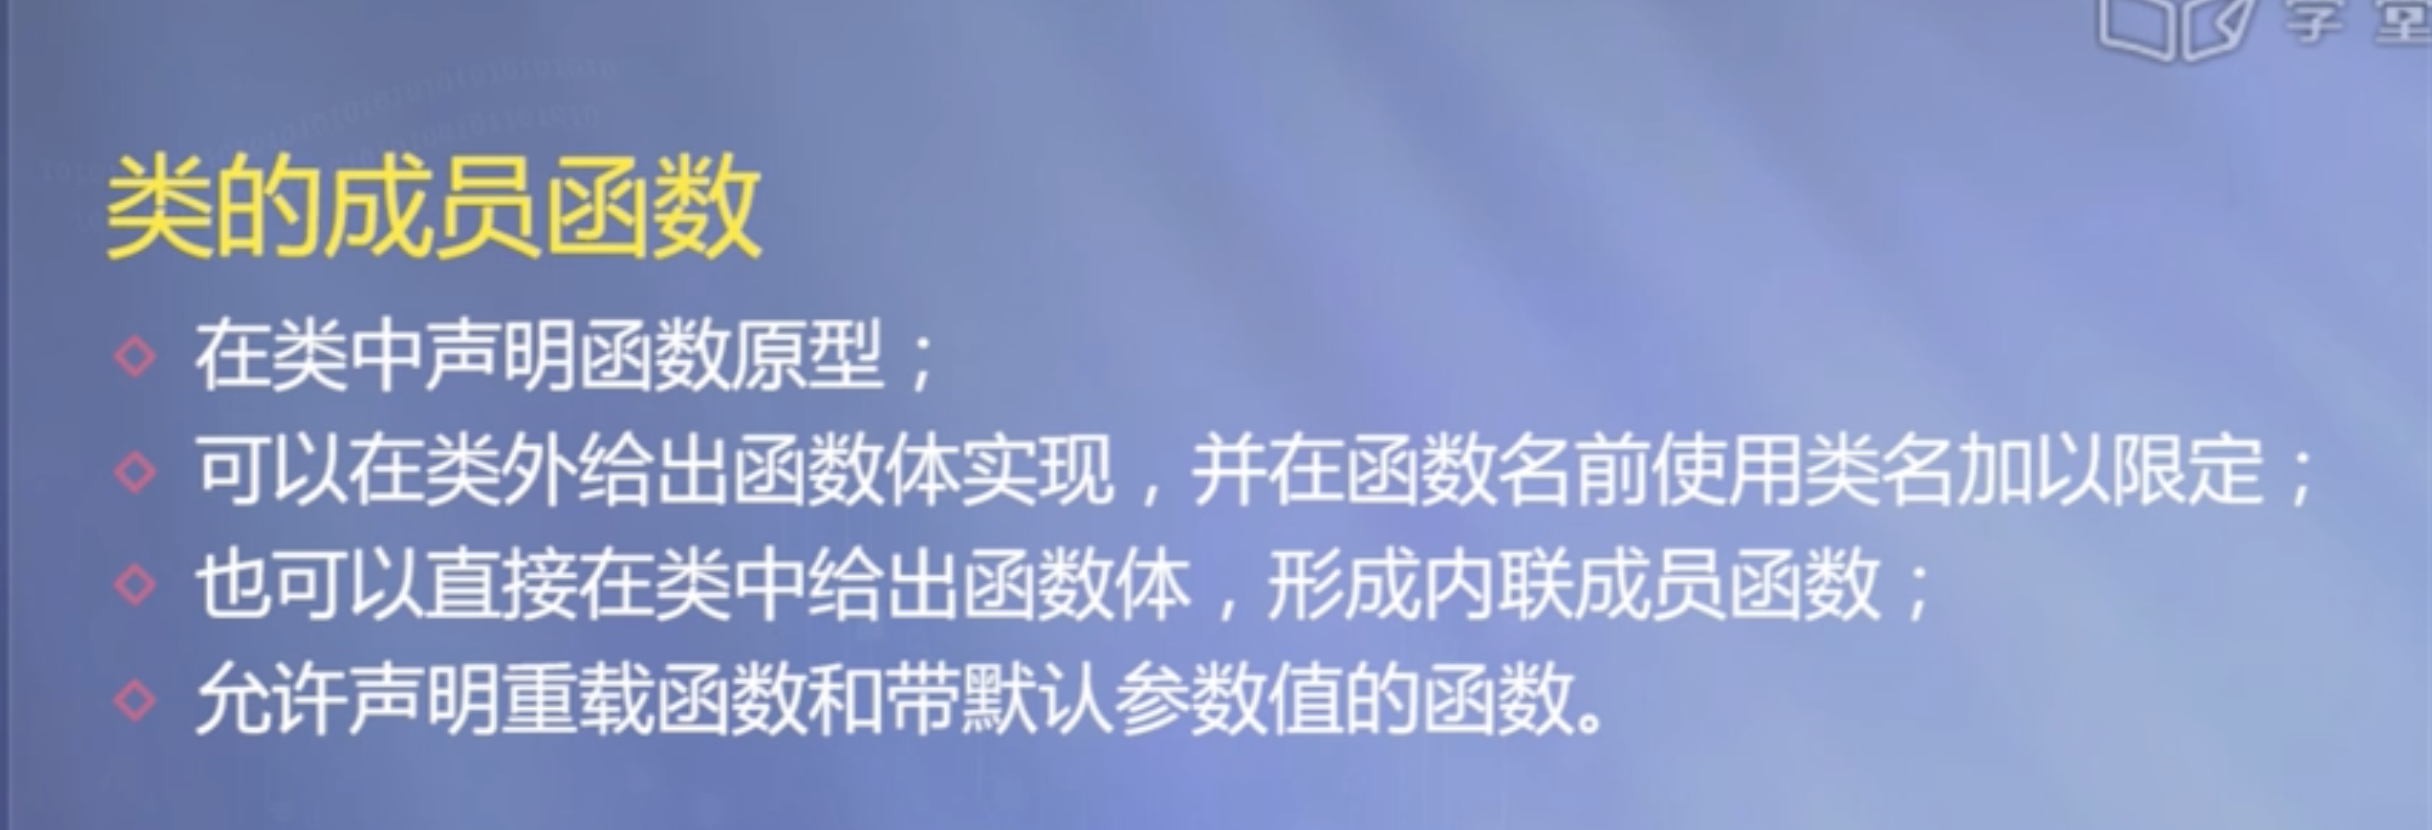 学堂
类的成员函数
在类中声明函数原型；
可以在类外给出函数体实现，并在函数名前使用类名加以限定；
也可以直接在类中给出函数体，形成内联成员函数；
允许声明重载函数和带默认参数值的函数。